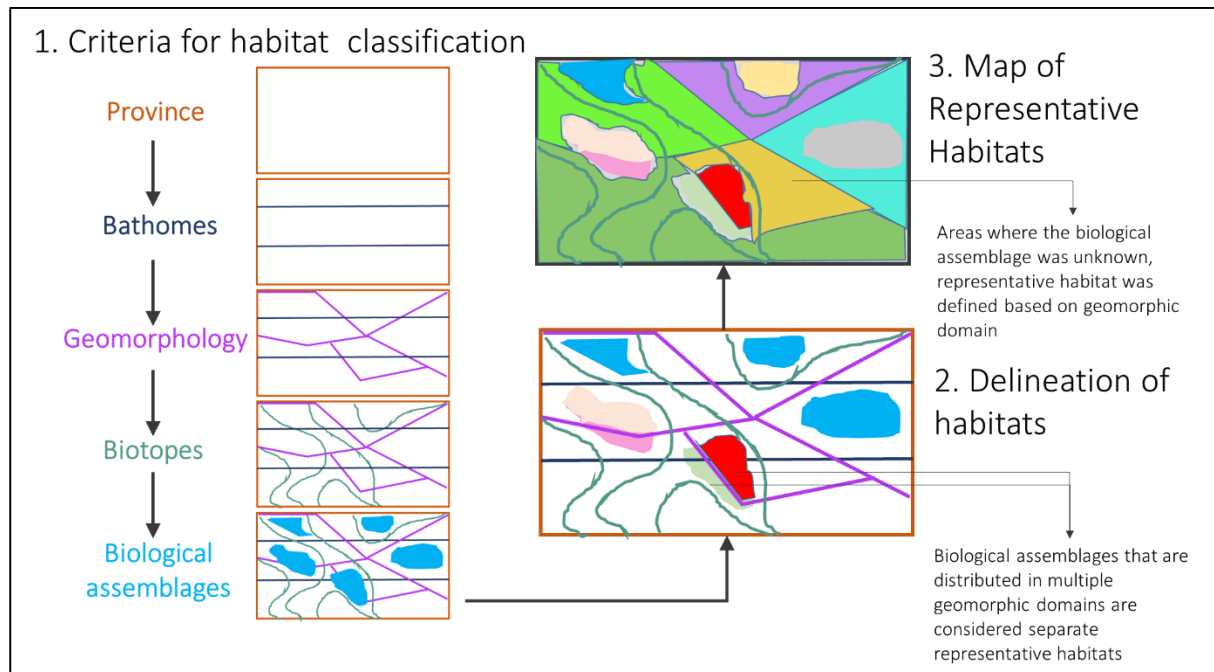 1. Criteria for habitat classification
Province
Bathomes
Geomorphology
Biotopes
Biological
assemblages
2. Delineation of
habitats
Biological assemblages that are
distributed in multiple
geomorphic domains are
considered separate
representative habitats
3. Map of
Representative
Habitats
Areas where the biological
assemblage was unknown,
representative habitat was
defined based on geomorphic
domain